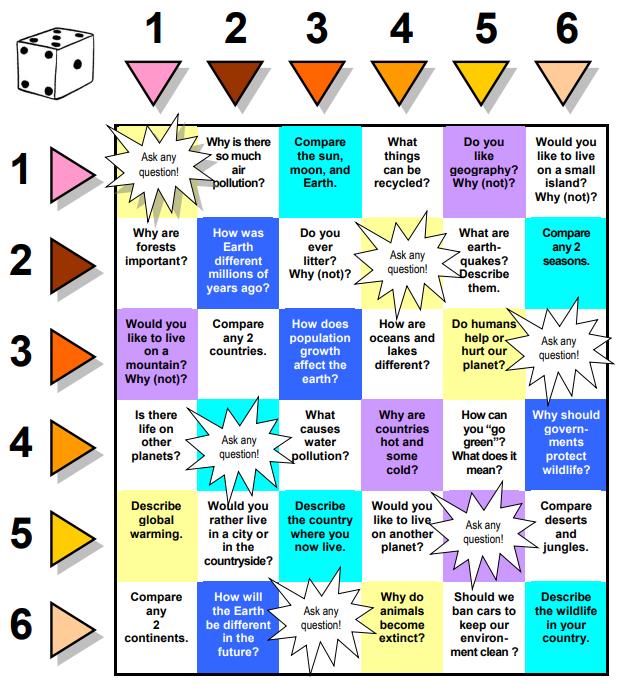 1 2 3 4 5 6
1
Ask any
question!
Why is there
so much
air
pollution?
Compare
the sun,
moon, and
Earth.
What
things
can be
recycled?
Do you
like
geography?
Why (not)?
Would you
like to live
on a small
island?
Why (not)?
2
Why are
forests
important?
How was
Earth
different
millions of
years ago?
Do you
ever
litter?
Why (not)?
Ask any
question!
What are
earth-
quakes?
Describe
them.
Compare
any 2
seasons.
3
Would you
like to live
on a
mountain?
Why (not)?
Compare
any 2
countries.
How does
population
growth
affect the
earth?
How are
oceans and
lakes
different?
Do humans
help or
hurt our
planet?
Ask any
question!
4
Is there
life on
other
planets?
Ask any
question!
What
causes
water
pollution?
Why are
countries
hot and
some
cold?
How can
you “go
green”?
What does it
mean?
Why should
govern-
ments
protect
wildlife?
5
Describe
global
warming.
Would you
rather live
in a city or
in the
countryside?
Describe
the country
where you
now live.
Would you
like to live
on another
planet?
Ask any
question!
Compare
deserts
and
jungles.
6
Compare
any
2
continents.
How will
the Earth
be different
in the
future?
Ask any
question!
Why do
animals
become
extinct?
Should we
ban cars to
keep our
environ-
ment clean ?
Describe
the wildlife
in your
country.